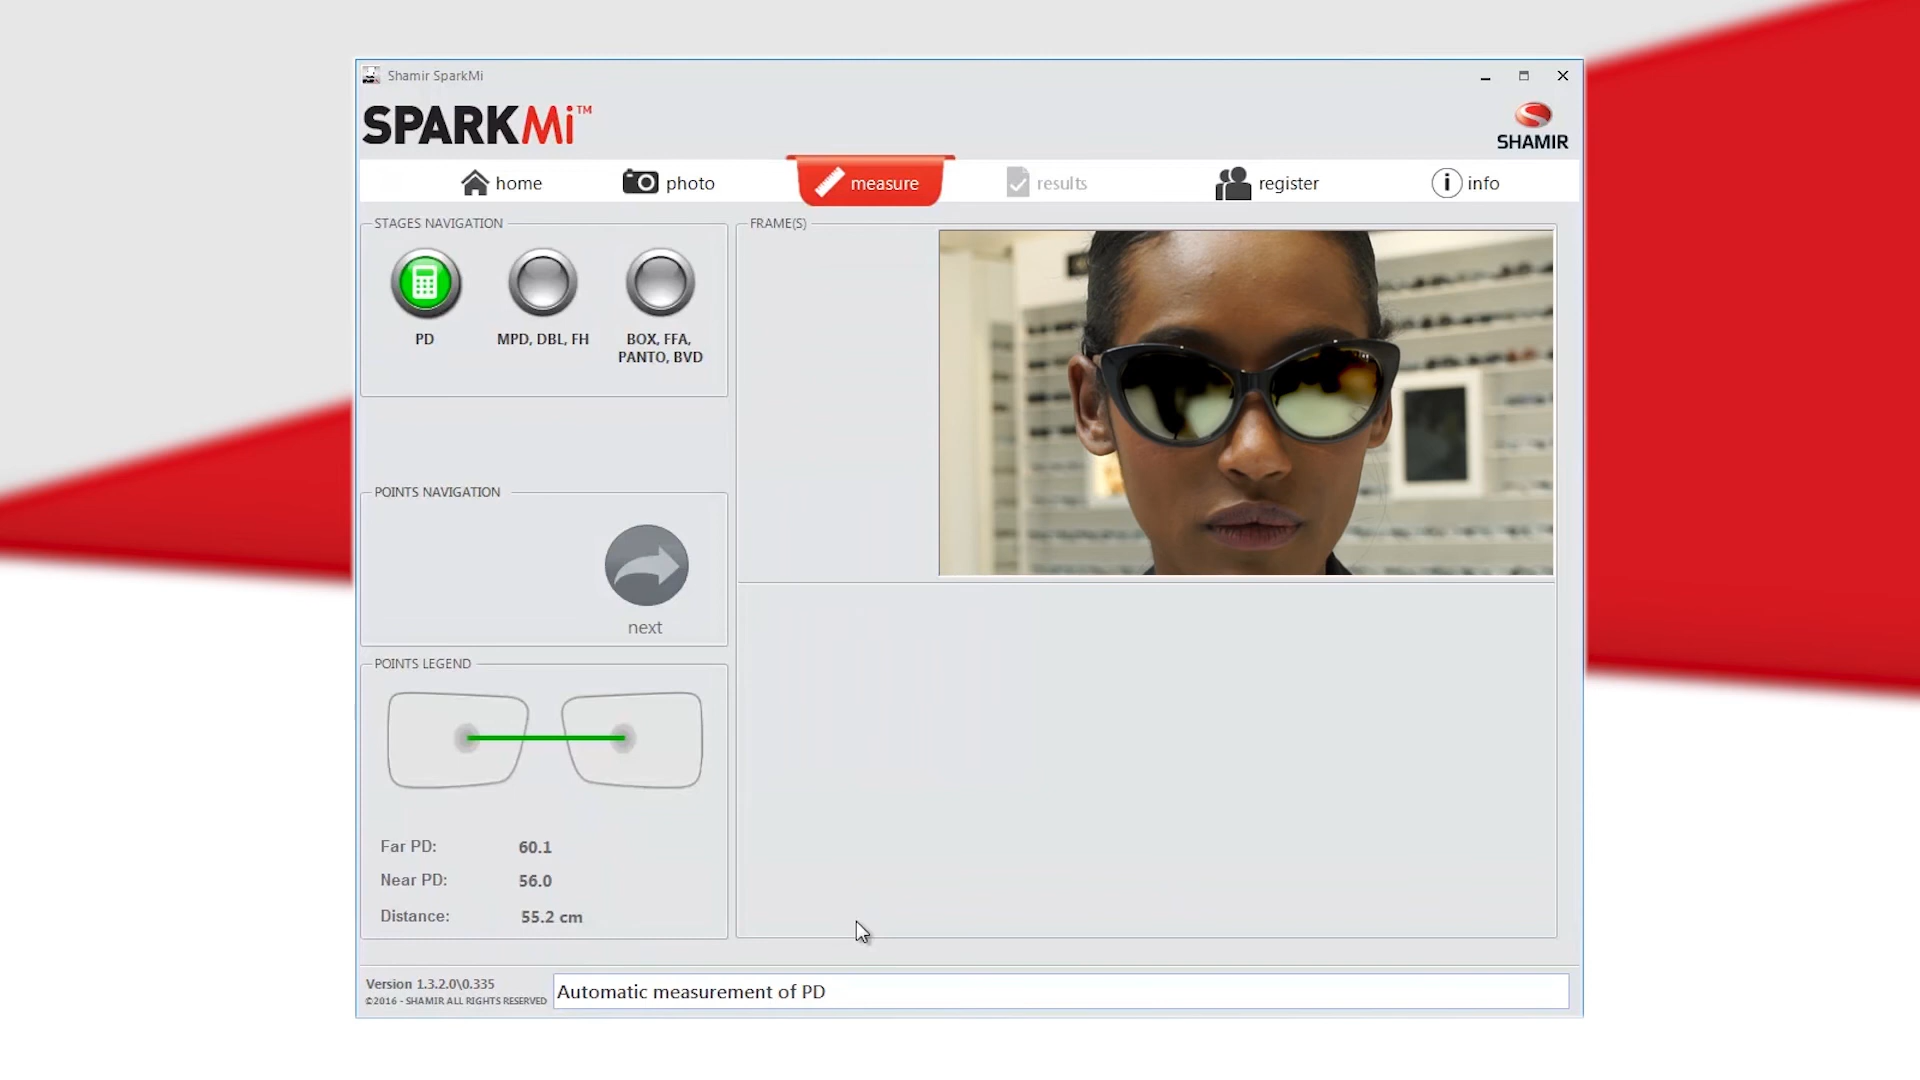 Shamir SparkMi
SPARKMi™
SHAMIR
home
photo
measure
results
register
info
STAGES NAVIGATION
PD
MPD, DBL, FH
BOX, FFA,
PANTO, BVD
FRAME(S)
POINTS NAVIGATION
next
POINTS LEGEND
Far PD: 60.1
Near PD: 56.0
Distance: 55.2 cm
Version 1.3.2.0\0.335
©2016 - SHAMIR ALL RIGHTS RESERVED
Automatic measurement of PD